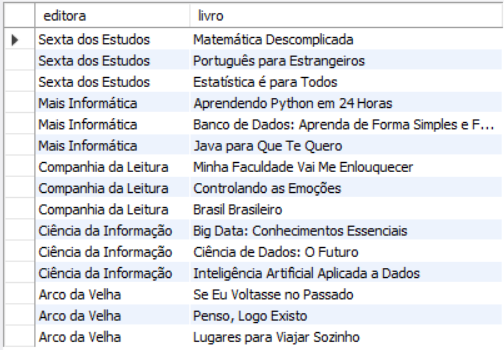 editora livro
Sexta dos Estudos Matemática Descomplicada
Sexta dos Estudos Português para Estrangeiros
Sexta dos Estudos Estatística é para Todos
Mais Informática Aprendendo Python em 24 Horas
Mais Informática Banco de Dados: Aprenda de Forma Simples e F...
Mais Informática Java para Que Te Quero
Companhia da Leitura Minha Faculdade Vai Me Enlouquecer
Companhia da Leitura Controlando as Emoções
Companhia da Leitura Brasil Brasileiro
Ciência da Informação Big Data: Conhecimentos Essenciais
Ciência da Informação Ciência de Dados: O Futuro
Ciência da Informação Inteligência Artificial Aplicada a Dados
Arco da Velha Se Eu Voltasse no Passado
Arco da Velha Penso, Logo Existo
Arco da Velha Lugares para Viajar Sozinho